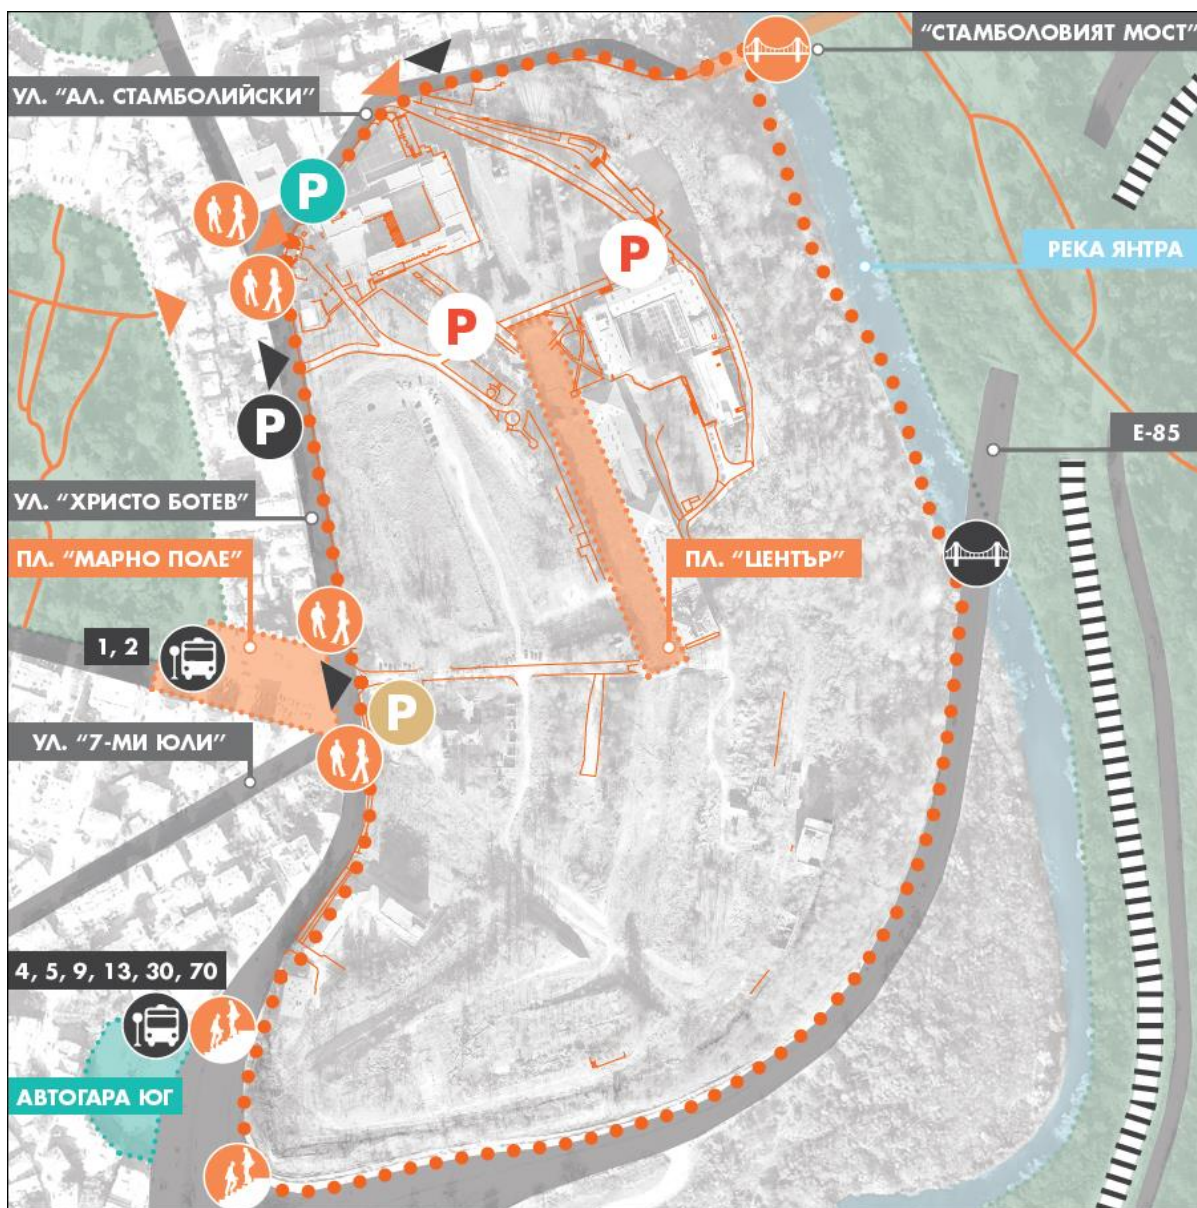 "СТАМБОЛОВИЯТ МОСТ"
УЛ. "АЛ. СТАМБОЛИЙСКИ"
P
P
РЕКА ЯНТРА
P
P
Е-85
УЛ. "ХРИСТО БОТЕВ"
ПЛ. "МАРНО ПОЛЕ"
ПЛ. "ЦЕНТЪР"
1, 2
P
УЛ. "7-МИ ЮЛИ"
4, 5, 9, 13, 30, 70
АВТОГАРА ЮГ